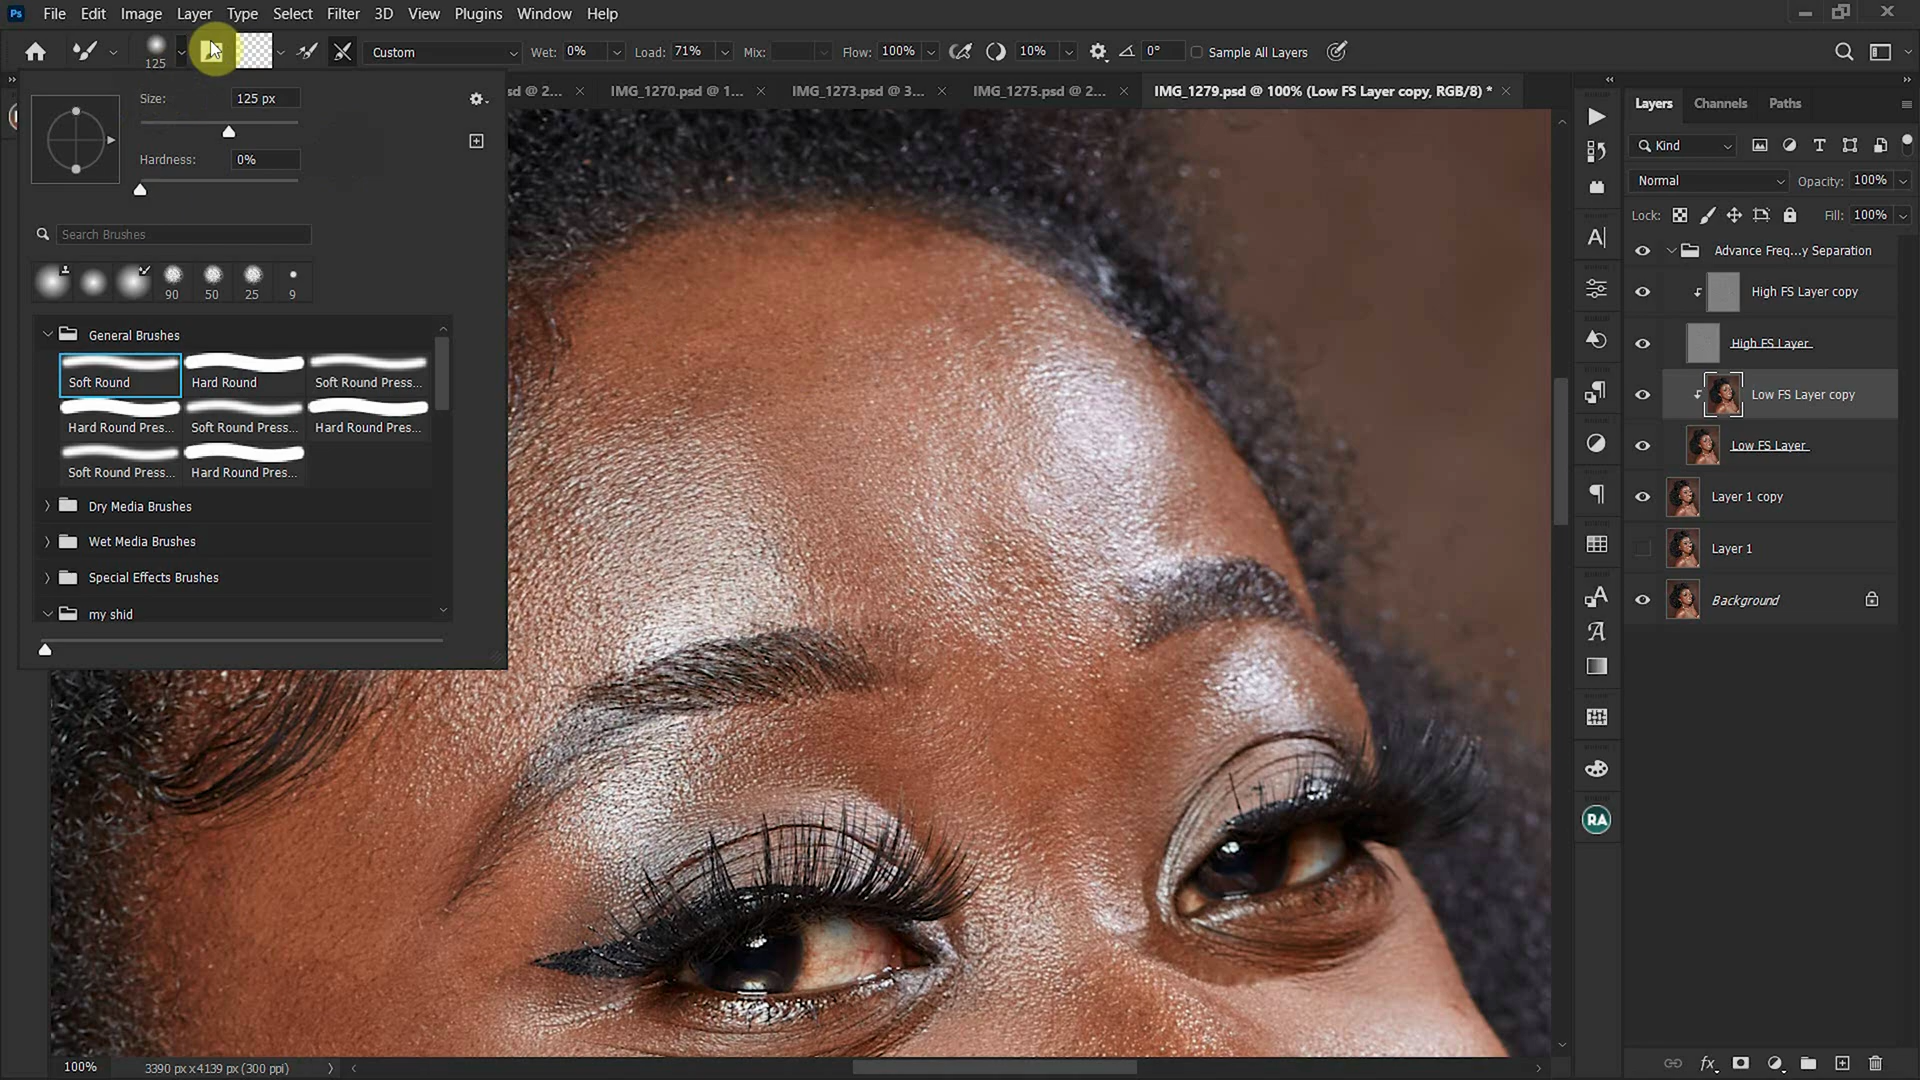 Ps File Edit Image Layer Type Select Filter 3D View Plugins Window Help
125 Custom Wet: 0% Load: 71% Mix: Flow: 100% 10% 0° Sample All Layers
sd @ 2... IMG_1270.psd @ 1... IMG_1273.psd @ 3... IMG_1275.psd @ 2... IMG_1279.psd @ 100% (Low FS Layer copy, RGB/8) *
Size: 125 px
Hardness: 0%
Search Brushes
90 50 25 9
General Brushes
Soft Round Hard Round Soft Round Press...
Hard Round Pres... Soft Round Press... Hard Round Pres...
Soft Round Press... Hard Round Pres...
Dry Media Brushes
Wet Media Brushes
Special Effects Brushes
my shid
Layers Channels Paths
Kind
Normal Opacity: 100%
Lock: Fill: 100%
Advance Freq...y Separation
High FS Layer copy
High FS Layer
Low FS Layer copy
Low FS Layer
Layer 1 copy
Layer 1
Background
RA
100% 3390 px x 4139 px (300 ppi)